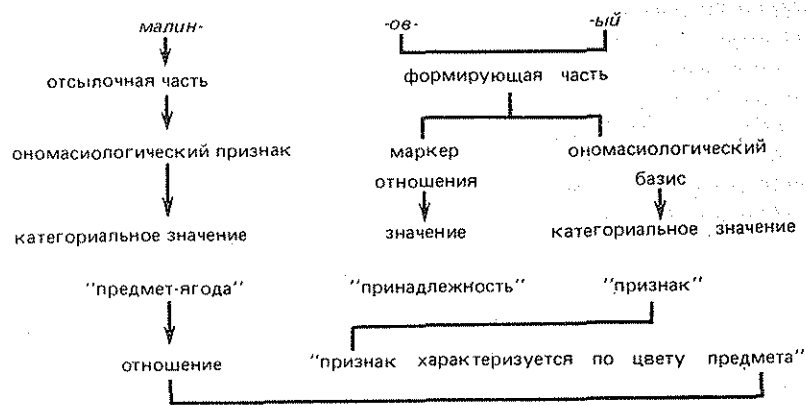 малин- -ов- -ый
отсылочная часть формирующая часть
ономасиологический признак маркер ономасиологический
отношения базис
категориальное значение значение категориальное значение
"предмет-ягода" "принадлежность" "признак"
отношение "признак характеризуется по цвету предмета"